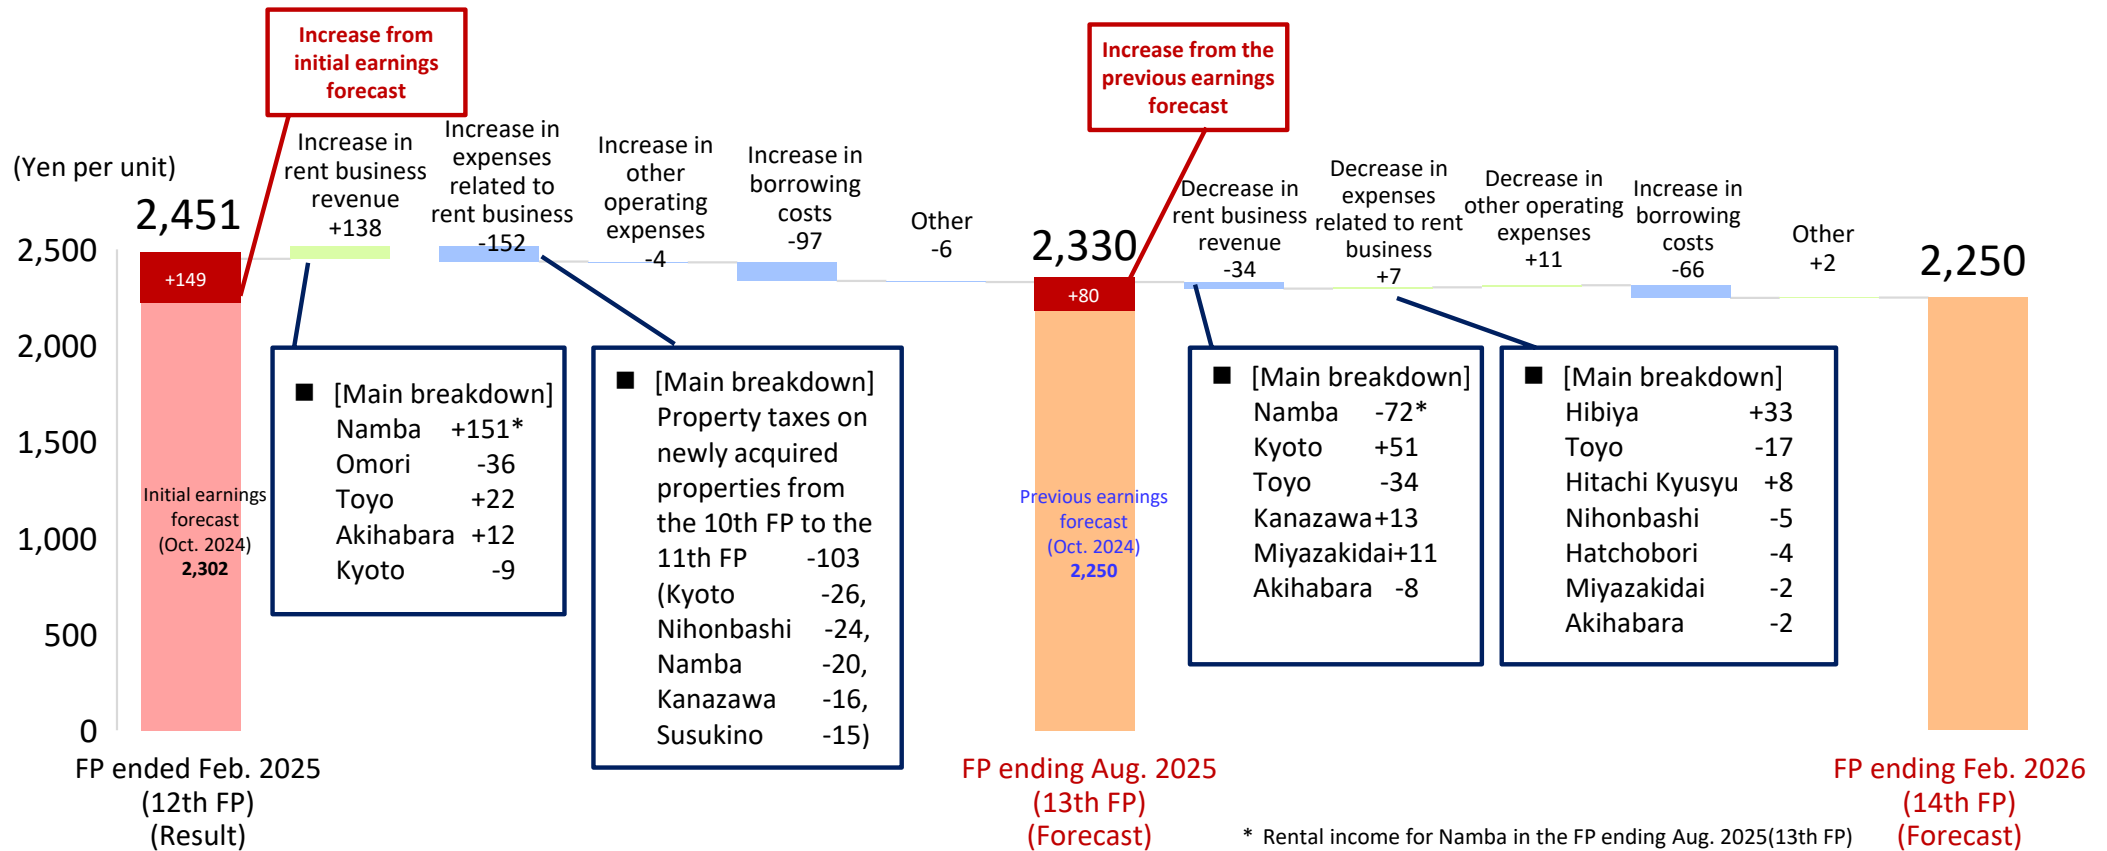 Increase from
initial earnings
forecast
Increase from the
previous earnings
forecast
(Yen per unit)
2,451
Increase in
rent business
revenue
+138
Increase in
expenses
related to
rent business
-152
Increase in
other
operating
expenses
-4
Increase in
borrowing
costs
-97
Other
-6
2,330
Decrease in
rent business
revenue
-34
Decrease in
expenses
related to rent
business
+7
Decrease in
other operating
expenses
+11
Increase in
borrowing
costs
-66
Other
+2
2,250
2,500
2,000
1,500
1,000
500
0
+149
Initial earnings
forecast
(Oct. 2024)
2,302
■ [Main breakdown]
Namba +151*
Omori -36
Toyo +22
Akihabara +12
Kyoto -9
■ [Main breakdown]
Property taxes on
newly acquired
properties from
the 10th FP to the
11th FP -103
(Kyoto -26,
Nihonbashi -24,
Namba -20,
Kanazawa -16,
Susukino -15)
+80
Previous earnings
forecast
(Oct. 2024)
2,250
■ [Main breakdown]
Namba -72*
Kyoto +51
Toyo -34
Kanazawa+13
Miyazakidai+11
Akihabara -8
■ [Main breakdown]
Hibiya +33
Toyo -17
Hitachi Kyusyu +8
Nihonbashi -5
Hatchobori -4
Miyazakidai -2
Akihabara -2
FP ended Feb. 2025
(12th FP)
(Result)
FP ending Aug. 2025
(13th FP)
(Forecast)
FP ending Feb. 2026
(14th FP)
(Forecast)
* Rental income for Namba in the FP ending Aug. 2025(13th FP)